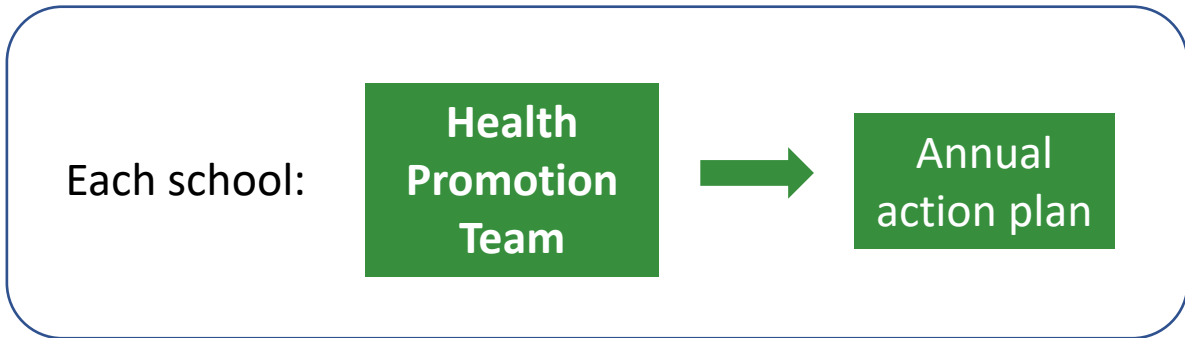 Each school:
Health
Promotion
Team
Annual
action plan